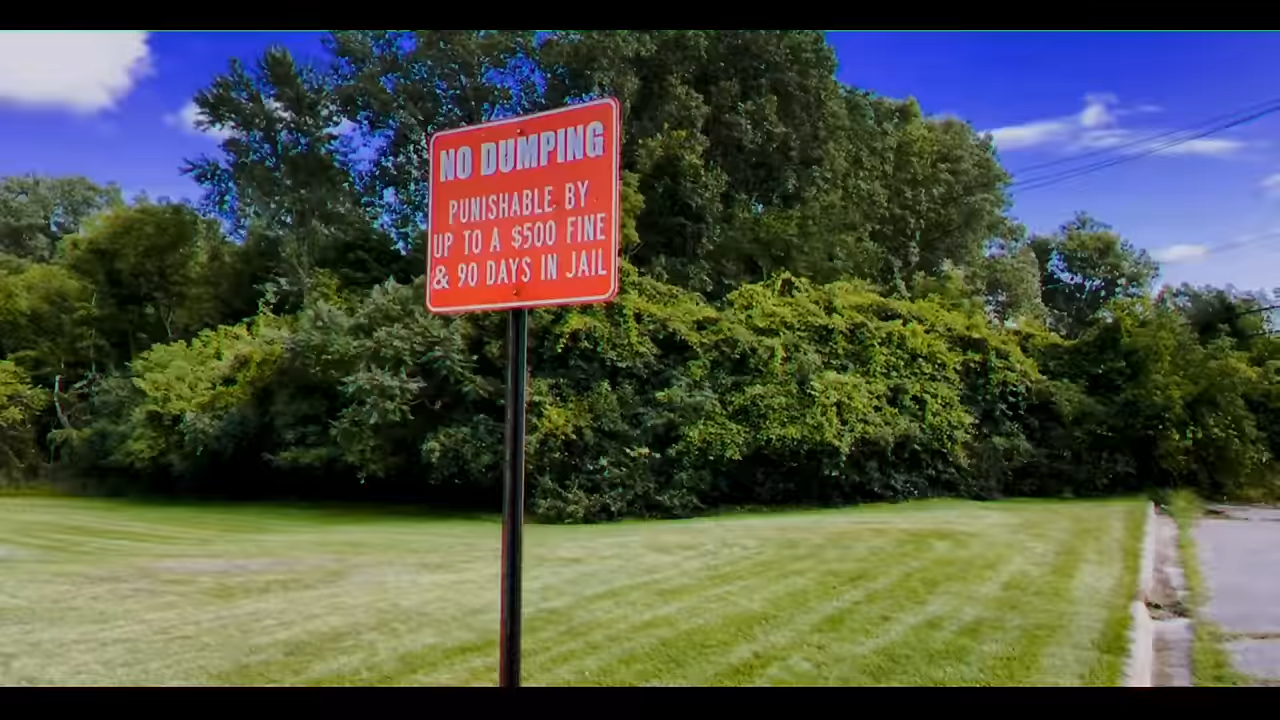 NO DUMPING
PUNISHABLE BY
UP TO A $500 FINE
& 90 DAYS IN JAIL